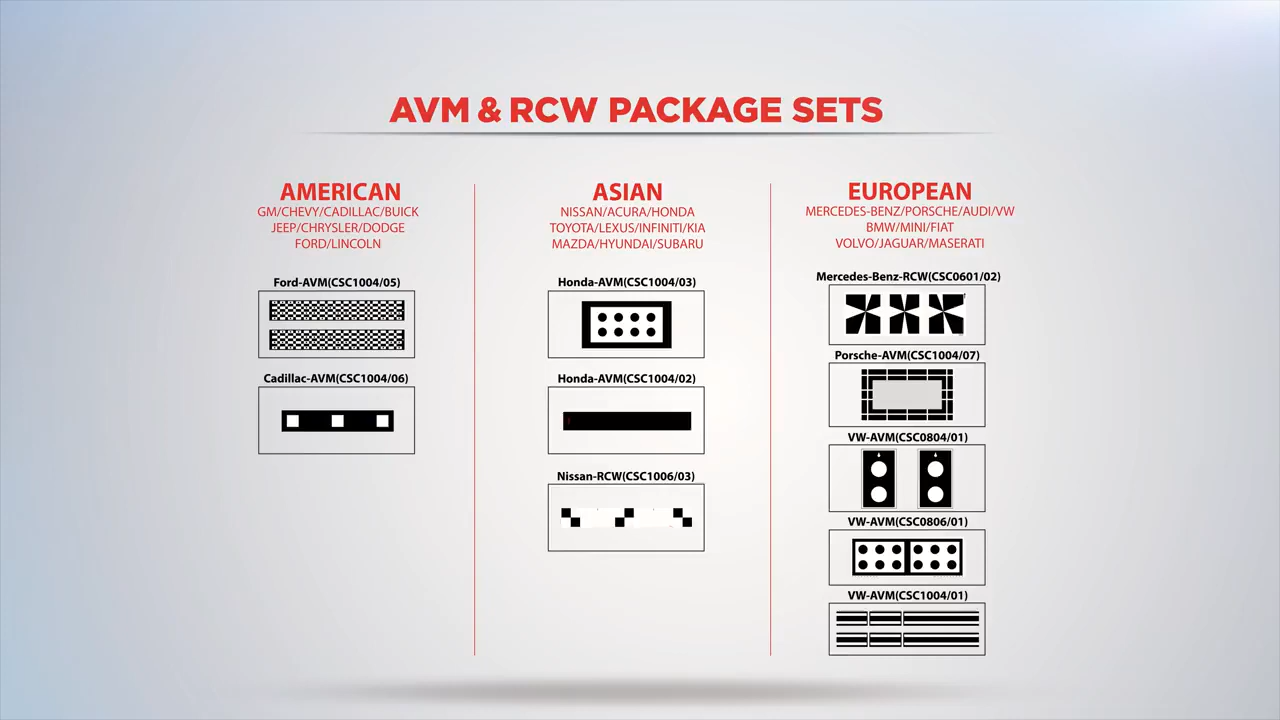 AVM & RCW PACKAGE SETS
AMERICAN
GM/CHEVY/CADILLAC/BUICK
JEEP/CHRYSLER/DODGE
FORD/LINCOLN
Ford-AVM(CSC1004/05)
Cadillac-AVM(CSC1004/06)
ASIAN
NISSAN/ACURA/HONDA
TOYOTA/LEXUS/INFINITI/KIA
MAZDA/HYUNDAI/SUBARU
Honda-AVM(CSC1004/03)
Honda-AVM(CSC1004/02)
Nissan-RCW(CSC1006/03)
EUROPEAN
MERCEDES-BENZ/PORSCHE/AUDI/VW
BMW/MINI/FIAT
VOLVO/JAGUAR/MASERATI
Mercedes-Benz-RCW(CSC0601/02)
Porsche-AVM(CSC1004/07)
VW-AVM(CSC0804/01)
VW-AVM(CSC0806/01)
VW-AVM(CSC1004/01)